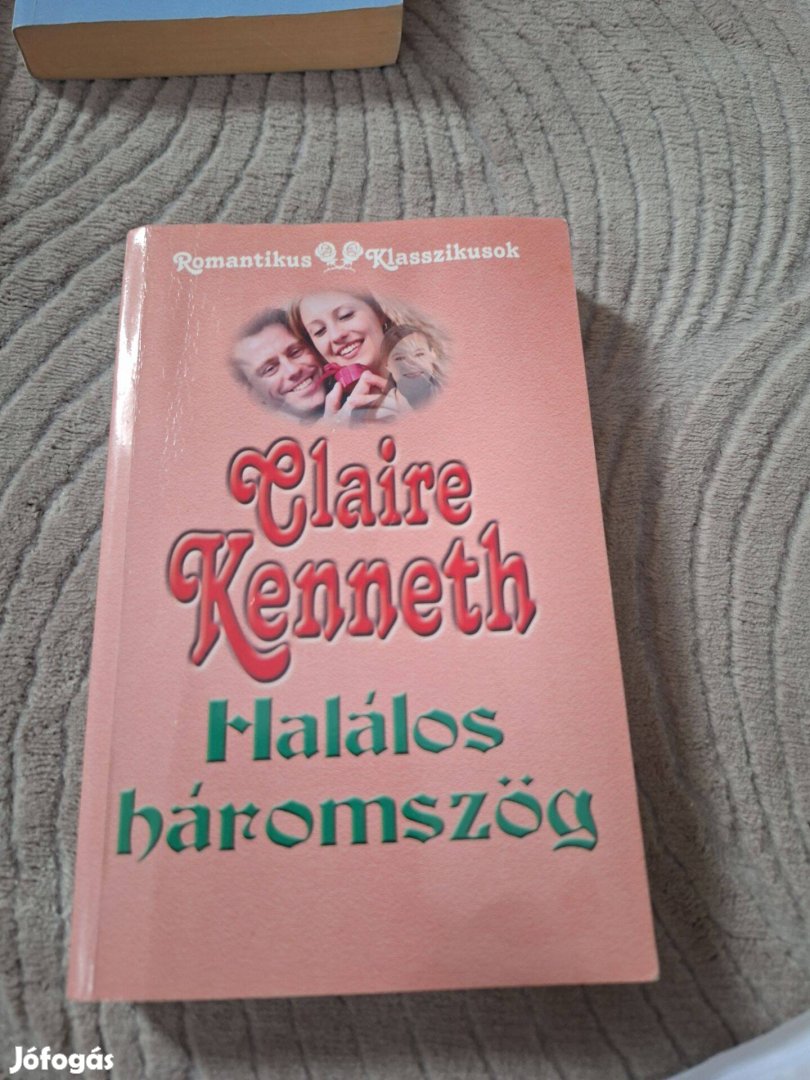 Romantikus Klasszikusok
Claire
Kenneth
Halálos
háromszög
Jófogás